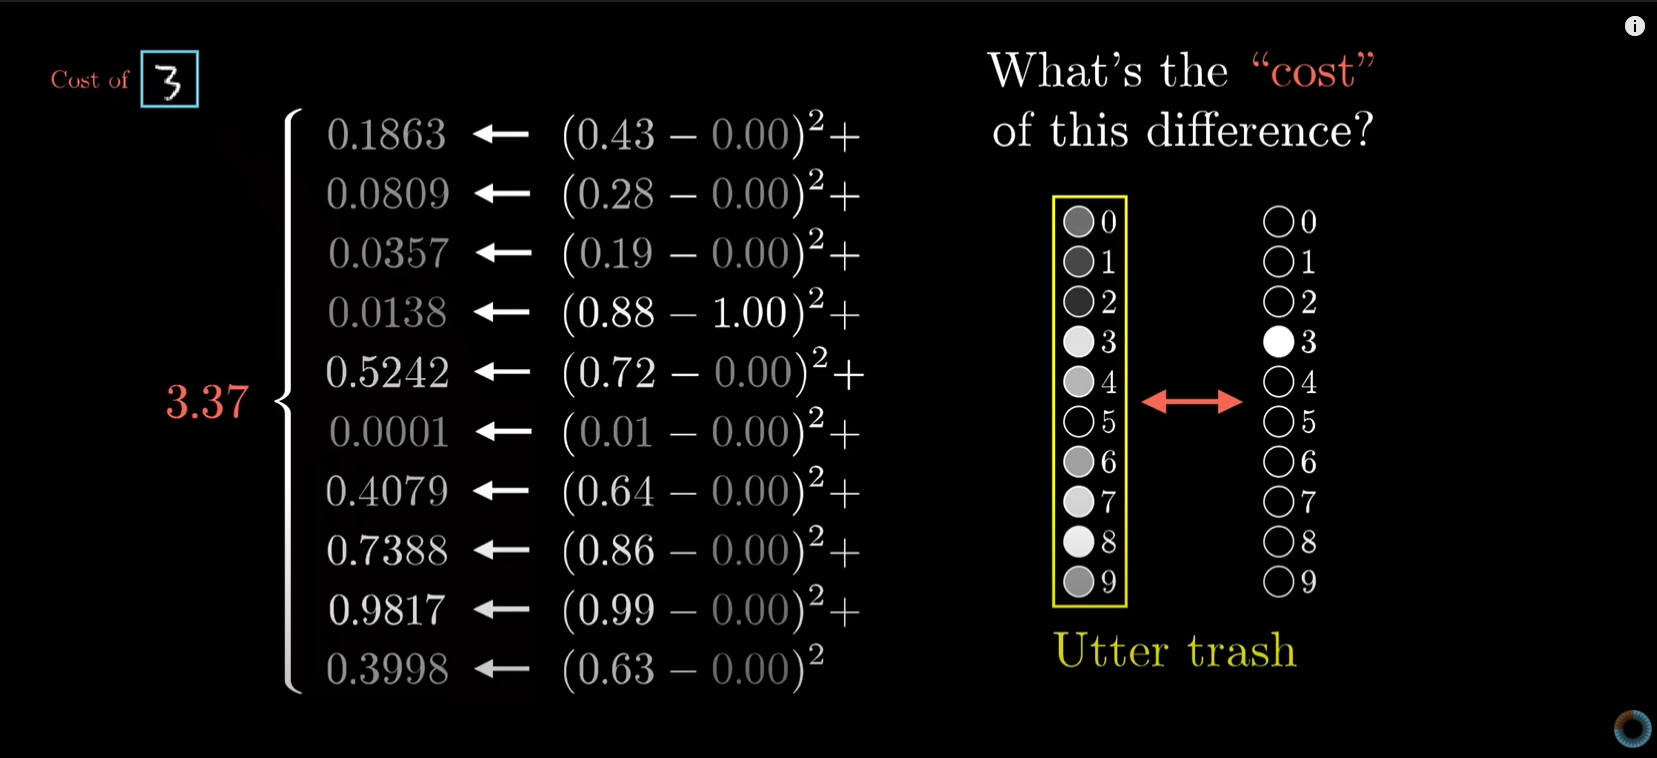 Cost of 3
What's the "cost"
of this difference?
0.1863 ← (0.43 − 0.00)²+
0.0809 ← (0.28 − 0.00)²+
0.0357 ← (0.19 − 0.00)²+
0.0138 ← (0.88 − 1.00)²+
0.5242 ← (0.72 − 0.00)²+
0.0001 ← (0.01 − 0.00)²+
0.4079 ← (0.64 − 0.00)²+
0.7388 ← (0.86 − 0.00)²+
0.9817 ← (0.99 − 0.00)²+
0.3998 ← (0.63 − 0.00)²
3.37
0 0
1 1
2 2
3 3
4 4
5 5
6 6
7 7
8 8
9 9
Utter trash
i